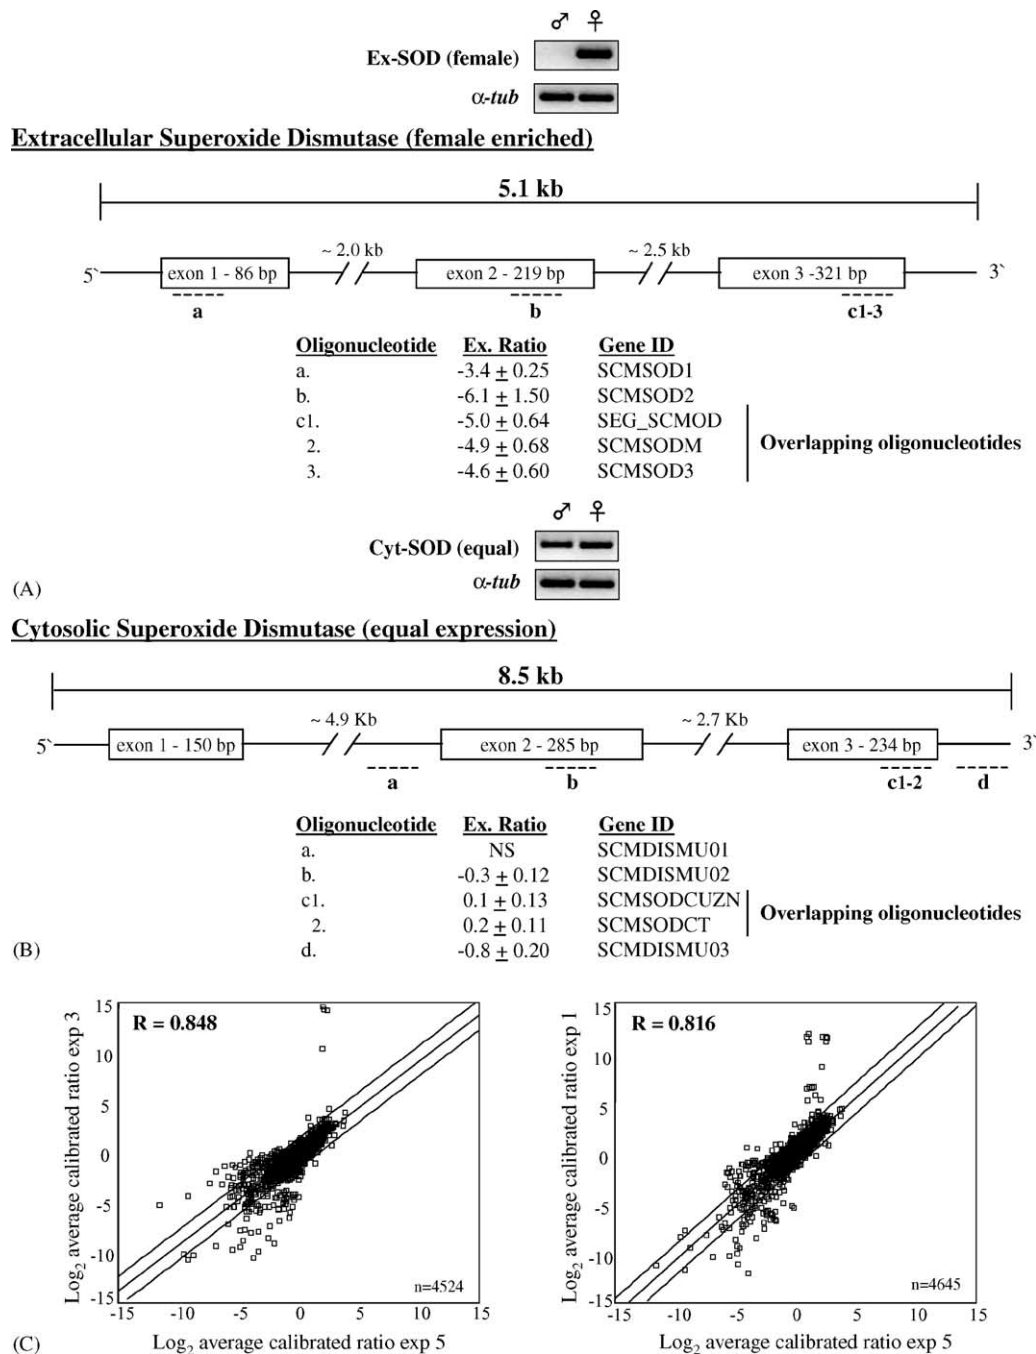 ♂ ♀
Ex-SOD (female)
α-tub
Extracellular Superoxide Dismutase (female enriched)
5.1 kb
~ 2.0 kb ~ 2.5 kb
5` exon 1 - 86 bp exon 2 - 219 bp exon 3 -321 bp 3`
a b c1-3
Oligonucleotide Ex. Ratio Gene ID
a. -3.4 ± 0.25 SCMSOD1
b. -6.1 ± 1.50 SCMSOD2
c1. -5.0 ± 0.64 SEG_SCMOD
2. -4.9 ± 0.68 SCMSODM Overlapping oligonucleotides
3. -4.6 ± 0.60 SCMSOD3
♂ ♀
Cyt-SOD (equal)
α-tub
(A)
Cytosolic Superoxide Dismutase (equal expression)
8.5 kb
~ 4.9 Kb ~ 2.7 Kb
5` exon 1 - 150 bp exon 2 - 285 bp exon 3 - 234 bp 3`
a b c1-2 d
Oligonucleotide Ex. Ratio Gene ID
a. NS SCMDISMU01
b. -0.3 ± 0.12 SCMDISMU02
c1. 0.1 ± 0.13 SCMSODCUZN
2. 0.2 ± 0.11 SCMSODCT Overlapping oligonucleotides
d. -0.8 ± 0.20 SCMDISMU03
(B)
Log2 average calibrated ratio exp 3
15
10
5
0
-5
-10
-15
R = 0.848
n=4524
-15 -10 -5 0 5 10 15
Log2 average calibrated ratio exp 5
Log2 average calibrated ratio exp 1
15
10
5
0
-5
-10
-15
R = 0.816
n=4645
-15 -10 -5 0 5 10 15
Log2 average calibrated ratio exp 5
(C)